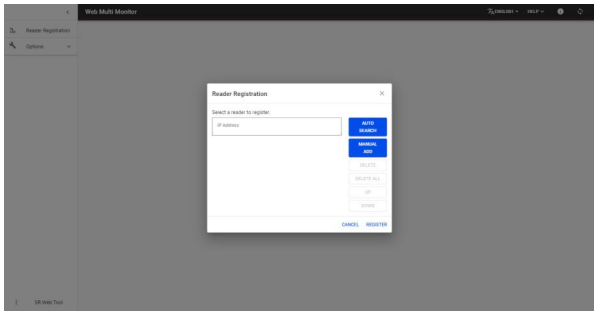 Web Multi Monitor
ENGLISH
HELP
Reader Registration
Options
Reader Registration
Select a reader to register.
IP Address
AUTO
SEARCH
MANUAL
ADD
DELETE
DELETE ALL
UP
DOWN
CANCEL
REGISTER
SR Web Tool